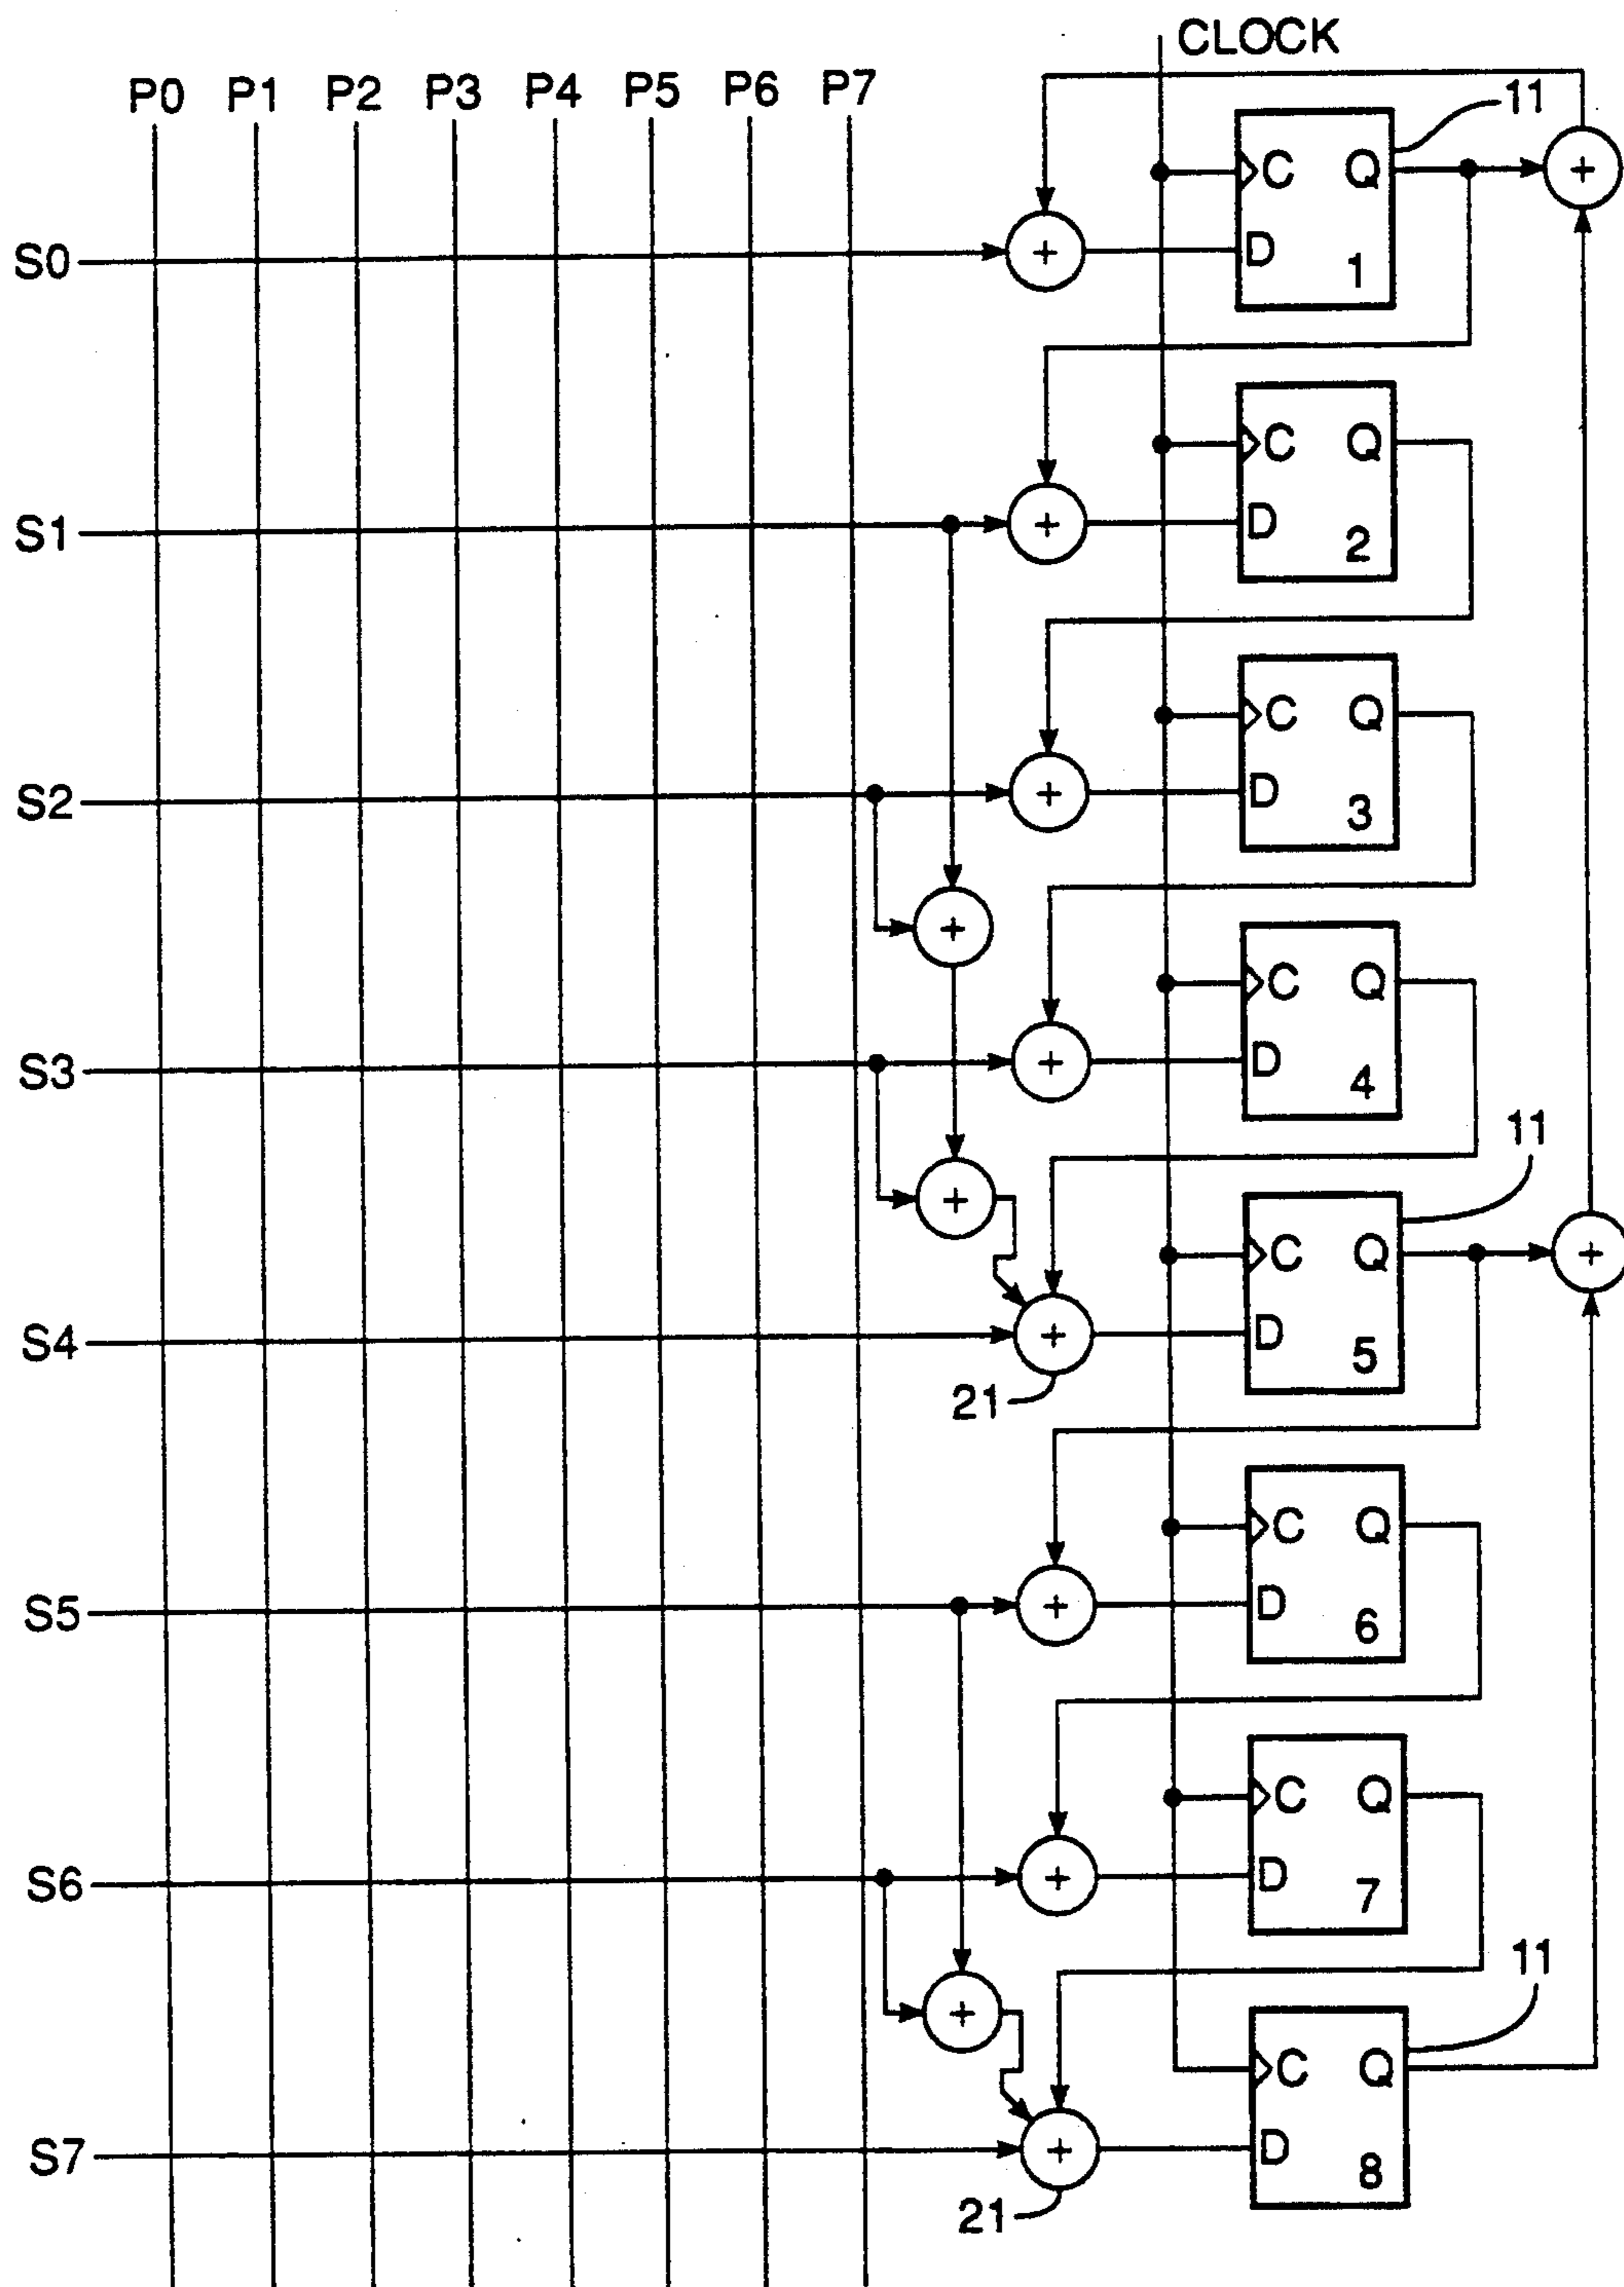 CLOCK
P0 P1 P2 P3 P4 P5 P6 P7
11
C Q +
S0 + D 1
C Q
S1 + D 2
C Q
S2 + D 3
+
C Q
S3 + D 4
11
+
C Q +
S4 + D 5
21
C Q
S5 + D 6
C Q
S6 + D 7
11
+
C Q
S7 + D 8
21